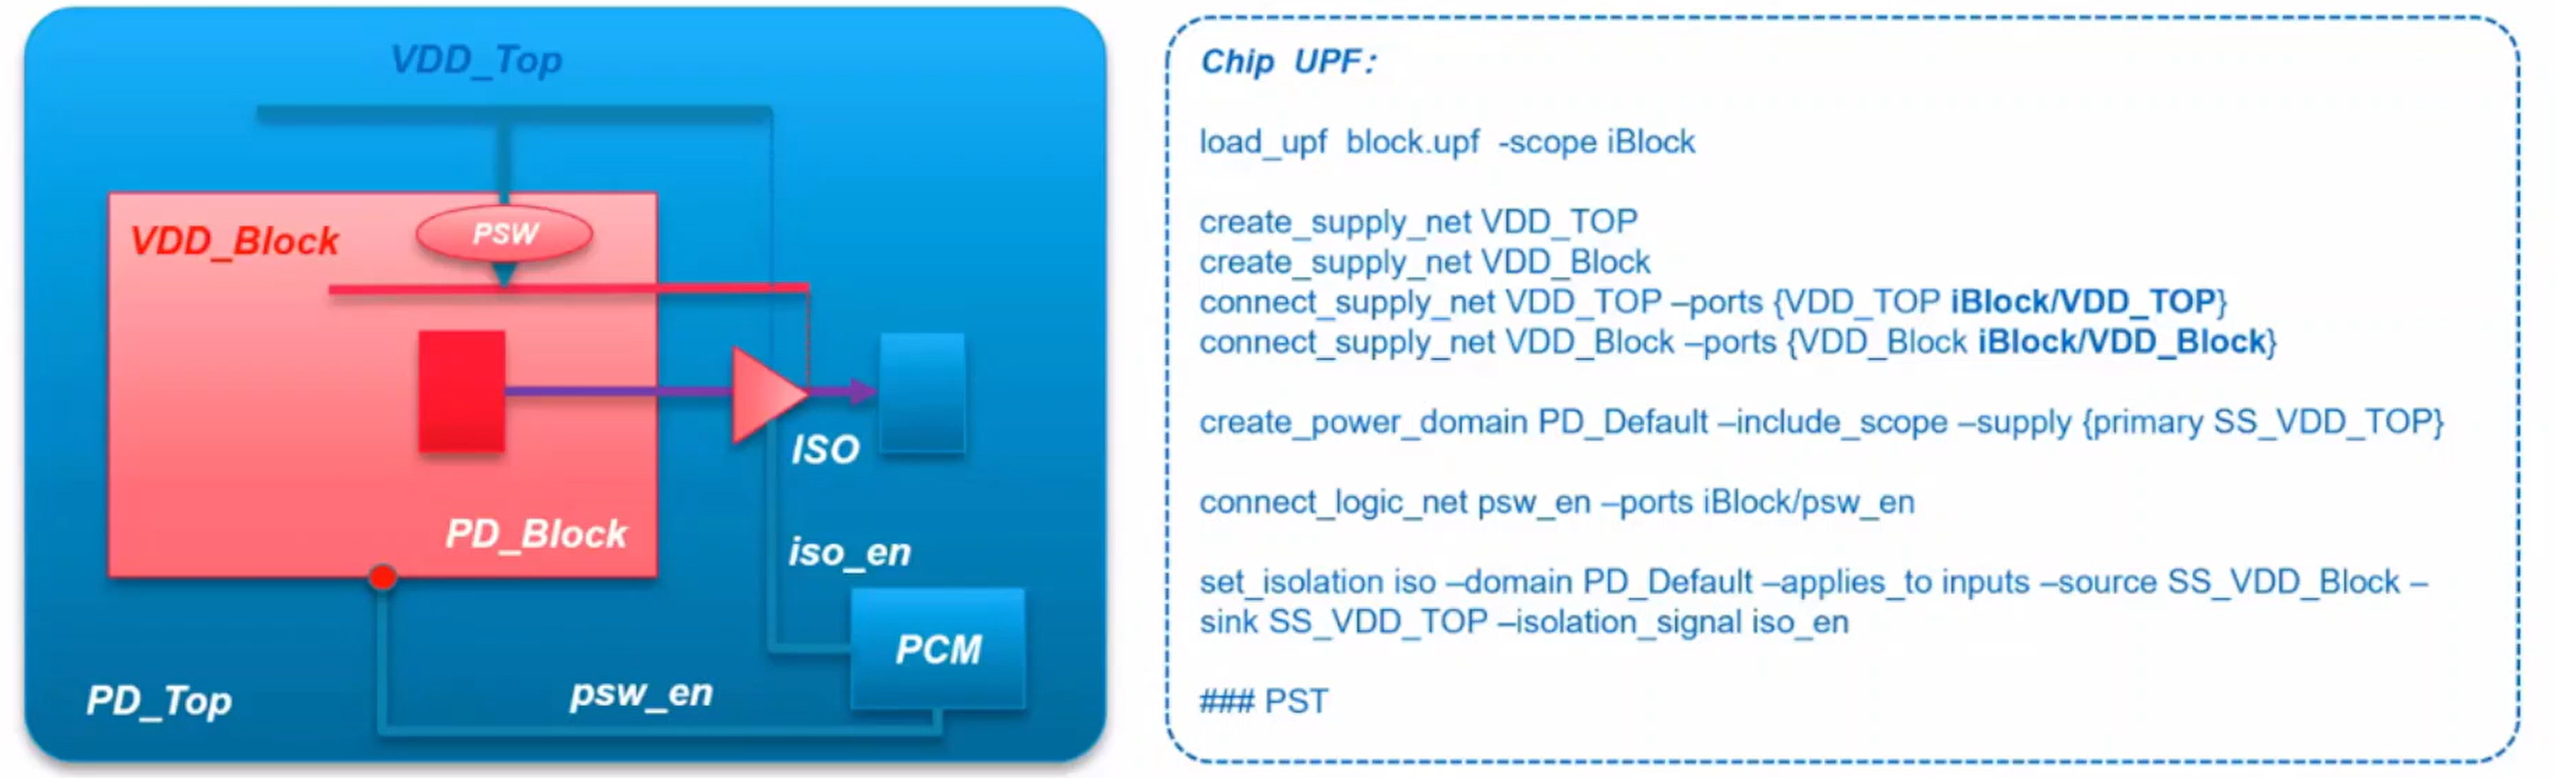 VDD_Top
PSW
VDD_Block
ISO
PD_Block
iso_en
PCM
psw_en
PD_Top
Chip UPF:
load_upf block.upf -scope iBlock
create_supply_net VDD_TOP
create_supply_net VDD_Block
connect_supply_net VDD_TOP –ports {VDD_TOP iBlock/VDD_TOP}
connect_supply_net VDD_Block –ports {VDD_Block iBlock/VDD_Block}
create_power_domain PD_Default –include_scope –supply {primary SS_VDD_TOP}
connect_logic_net psw_en –ports iBlock/psw_en
set_isolation iso –domain PD_Default –applies_to inputs –source SS_VDD_Block –
sink SS_VDD_TOP –isolation_signal iso_en
### PST